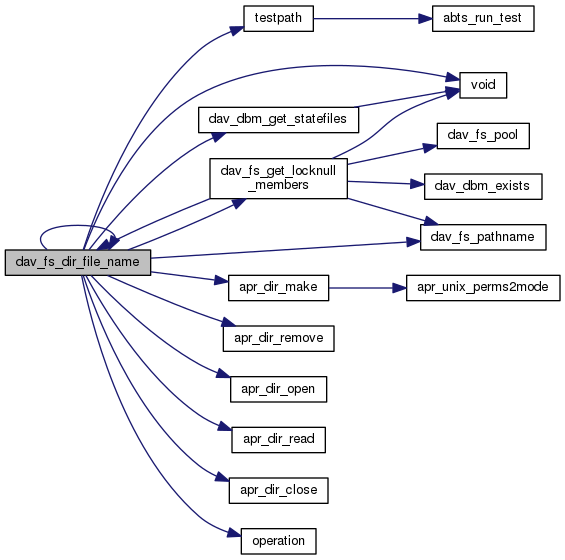 testpath
abts_run_test
void
dav_dbm_get_statefiles
dav_fs_pool
dav_fs_get_locknull
_members
dav_dbm_exists
dav_fs_pathname
dav_fs_dir_file_name
apr_dir_make
apr_unix_perms2mode
apr_dir_remove
apr_dir_open
apr_dir_read
apr_dir_close
operation